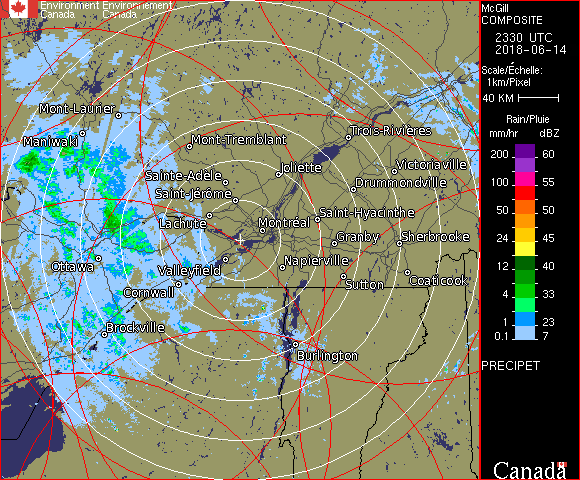 Environment Environnement
Canada Canada
McGill
COMPOSITE
2330 UTC
2018-06-14
Scale/Échelle:
1km/Pixel
40 KM
Rain/Pluie
mm/hr dBZ
200 60
155 55
100 55
50 50
24 45
12 40
4 33
1 23
0.1 7
PRECIPET
Canada
Mont-Laurier
Maniwaki
Mont-Tremblant
Trois-Rivières
Sainte-Adèle
Joliette
Victoriaville
Saint-Jérôme
Drummondville
Lachute
Montréal
Saint-Hyacinthe
Granby
Sherbrooke
Ottawa
Valleyfield
Napierville
Cornwall
Sutton
Coaticook
Brockville
Burlington